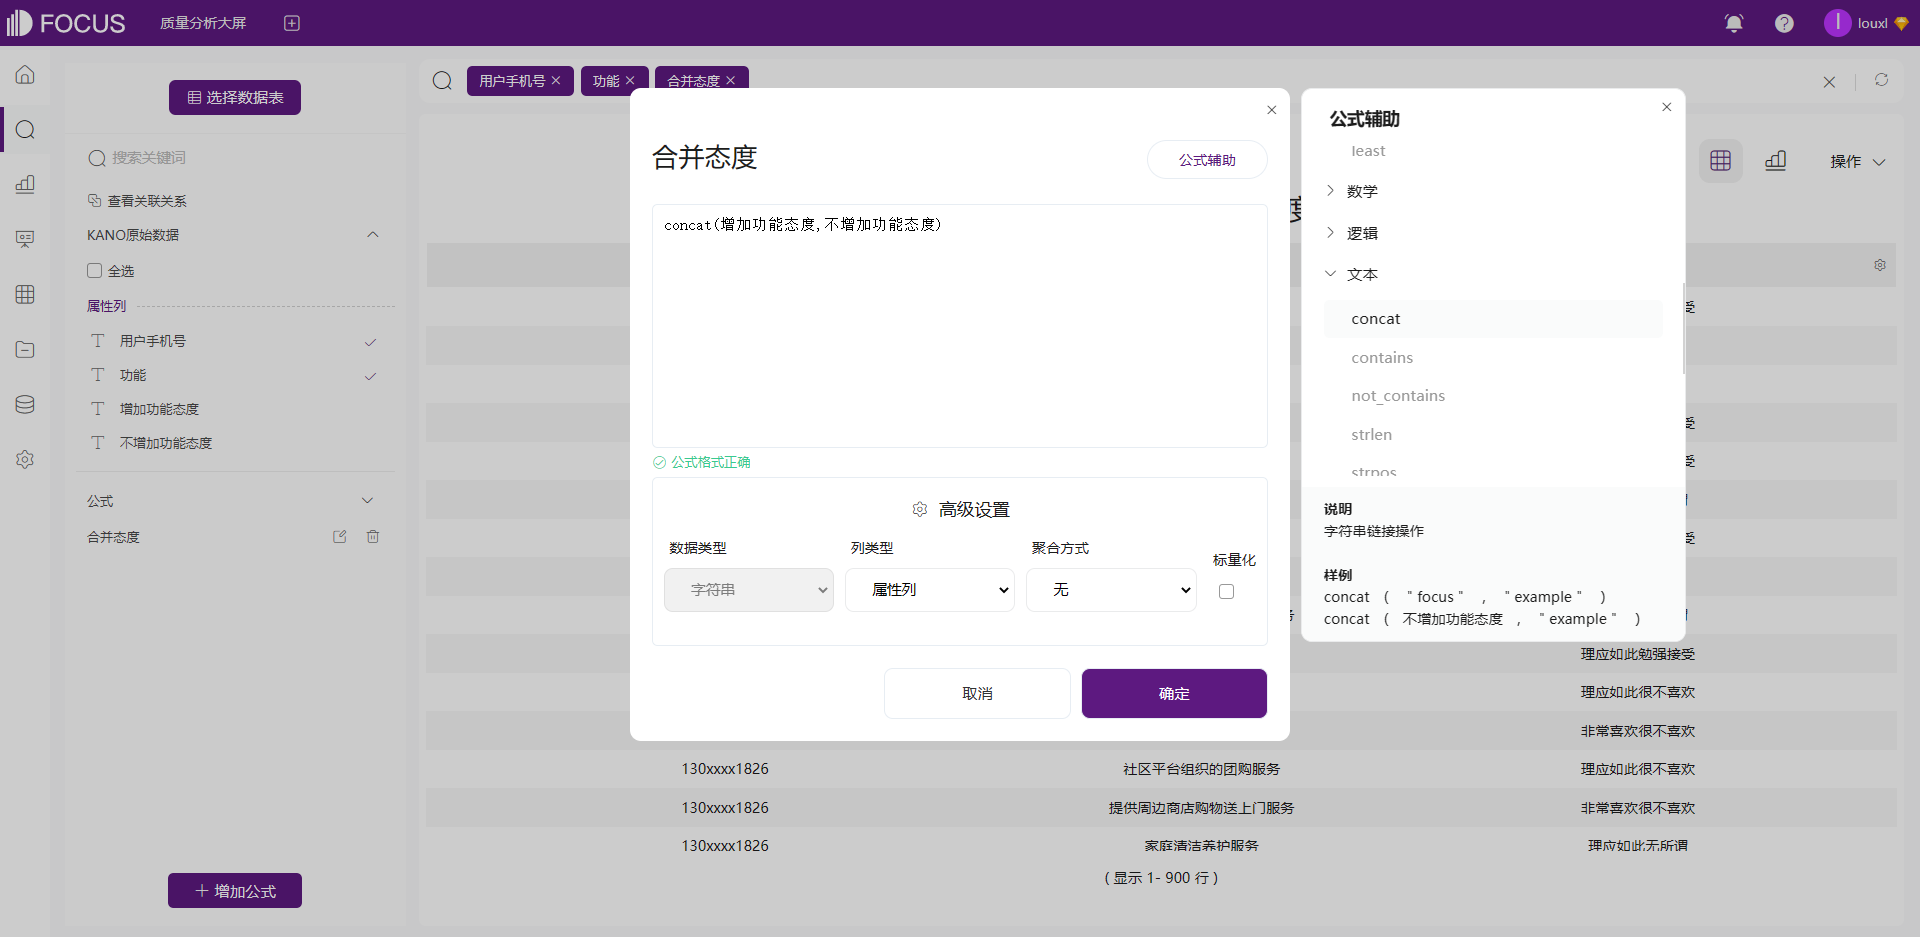 FOCUS 质量分析大屏
louxl
选择数据表
用户手机号 功能 合并态度
搜索关键词
查看关联关系
KANO原始数据
全选
属性列
用户手机号
功能
增加功能态度
不增加功能态度
公式
合并态度
增加公式
操作
合并态度
公式辅助
concat(增加功能态度,不增加功能态度)
公式格式正确
高级设置
数据类型 列类型 聚合方式 标量化
字符串 属性列 无
取消 确定
公式辅助
least
数学
逻辑
文本
concat
contains
not_contains
strlen
strpos
说明
字符串链接操作
样例
concat ( "focus" , "example" )
concat ( 不增加功能态度 , "example" )
理应如此勉强接受
理应如此很不喜欢
非常喜欢很不喜欢
130xxxx1826 社区平台组织的团购服务 理应如此很不喜欢
130xxxx1826 提供周边商店购物送上门服务 非常喜欢很不喜欢
130xxxx1826 家庭清洁养护服务 理应如此无所谓
( 显示 1- 900 行 )